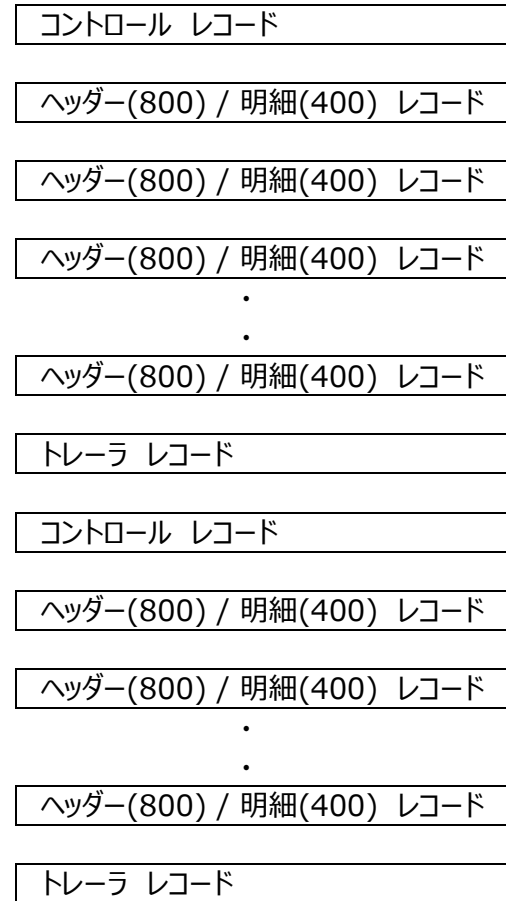 コントロール レコード
ヘッダー(800) / 明細(400) レコード
ヘッダー(800) / 明細(400) レコード
ヘッダー(800) / 明細(400) レコード
・
・
ヘッダー(800) / 明細(400) レコード
トレーラ レコード
コントロール レコード
ヘッダー(800) / 明細(400) レコード
ヘッダー(800) / 明細(400) レコード
・
・
ヘッダー(800) / 明細(400) レコード
トレーラ レコード